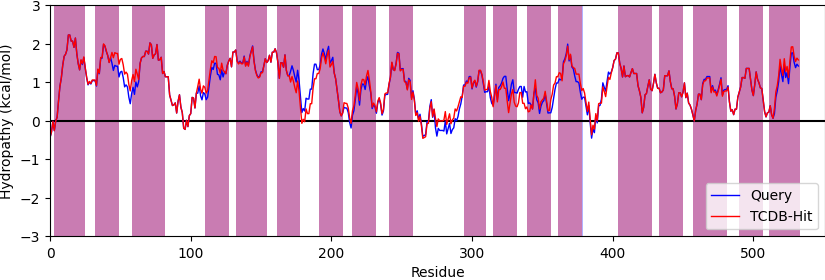 3
2
1
0
−1
−2
−3
Hydropathy (kcal/mol)
0 100 200 300 400 500
Residue
Query
TCDB-Hit